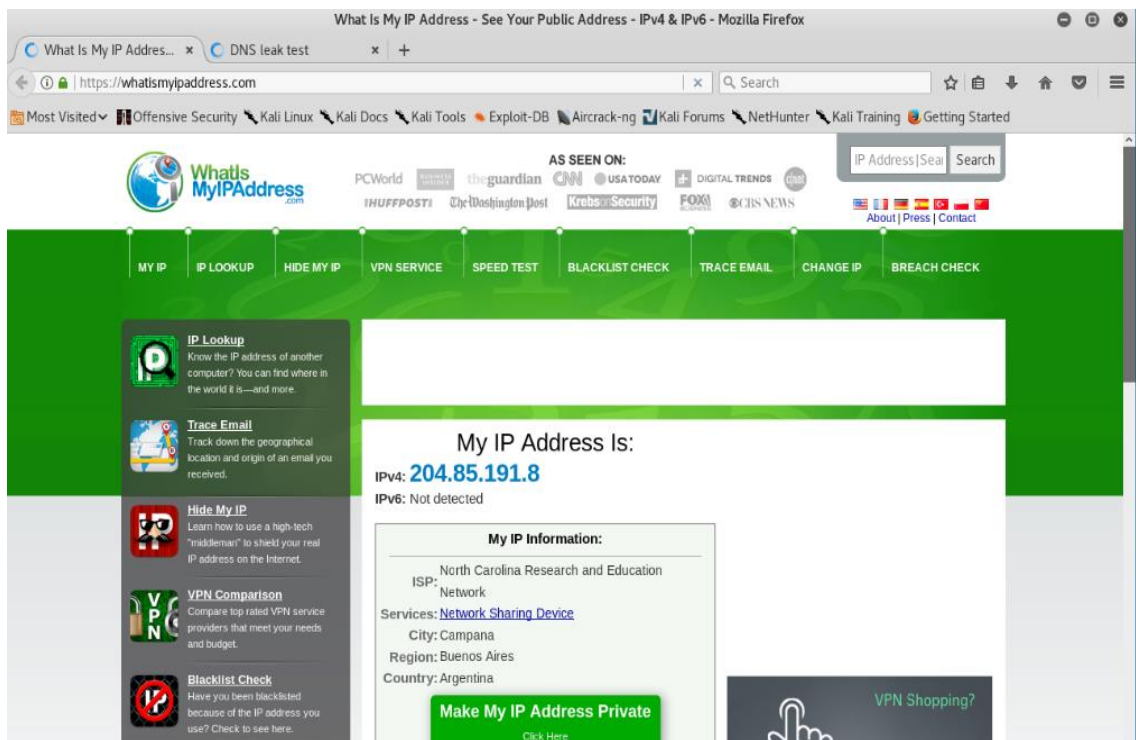 What Is My IP Address - See Your Public Address - IPv4 & IPv6 - Mozilla Firefox
What Is My IP Addres... × DNS leak test × +
https://whatismyipaddress.com × Search
Most Visited Offensive Security Kali Linux Kali Docs Kali Tools Exploit-DB Aircrack-ng Kali Forums NetHunter Kali Training Getting Started
WhatIs
MyIPAddress
.com
AS SEEN ON:
PCWorld BUSINESS INSIDER theguardian CNN USA TODAY DIGITAL TRENDS cnet
IHUFFPOSTI The Washington Post KrebsonSecurity FOX BUSINESS CBS NEWS
IP Address|Sear Search
About | Press | Contact
MY IP IP LOOKUP HIDE MY IP VPN SERVICE SPEED TEST BLACKLIST CHECK TRACE EMAIL CHANGE IP BREACH CHECK
IP
IP Lookup
Know the IP address of another
computer? You can find where in
the world it is—and more.
Trace Email
Track down the geographical
location and origin of an email you
received.
IP
Hide My IP
Learn how to use a high-tech
"middleman" to shield your real
IP address on the Internet.
VPN
VPN Comparison
Compare top rated VPN service
providers that meet your needs
and budget.
IP
Blacklist Check
Have you been blacklisted
because of the IP address you
use? Check to see here.
My IP Address Is:
IPv4: 204.85.191.8
IPv6: Not detected
My IP Information:
ISP: North Carolina Research and Education
Network
Services: Network Sharing Device
City: Campana
Region: Buenos Aires
Country: Argentina
Make My IP Address Private
Click Here
VPN Shopping?